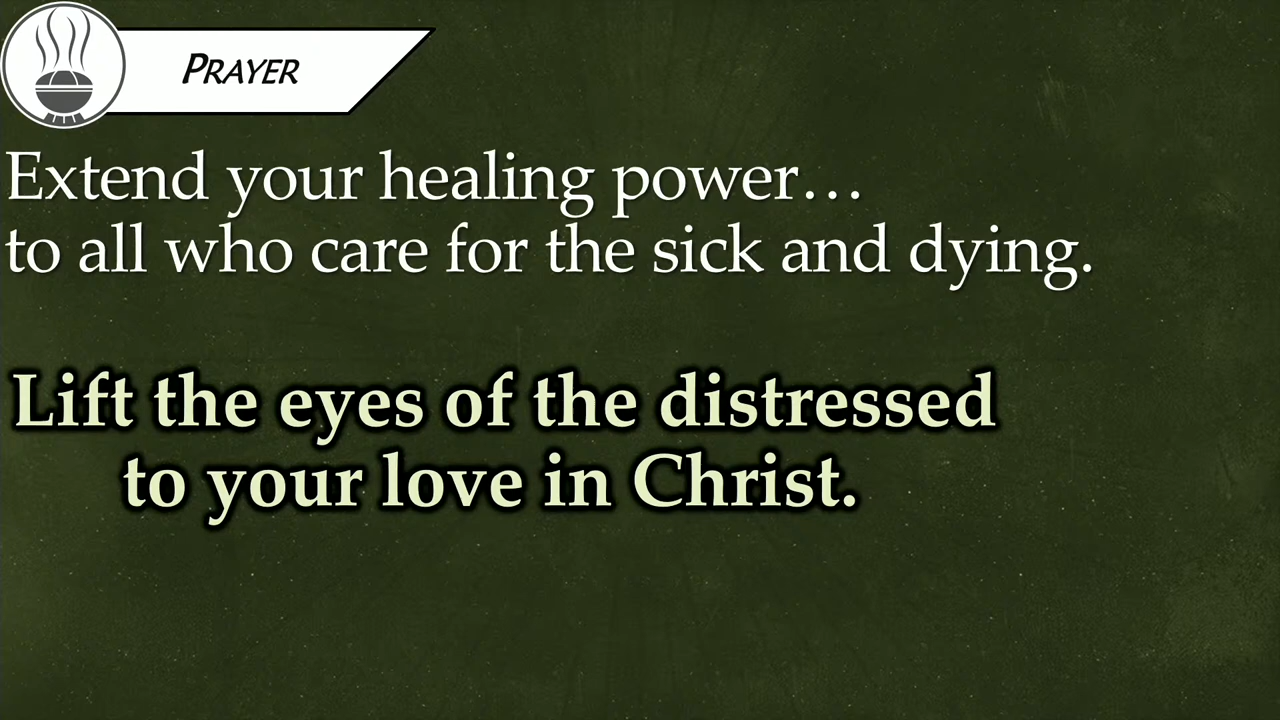 PRAYER
Extend your healing power…
to all who care for the sick and dying.
Lift the eyes of the distressed
to your love in Christ.